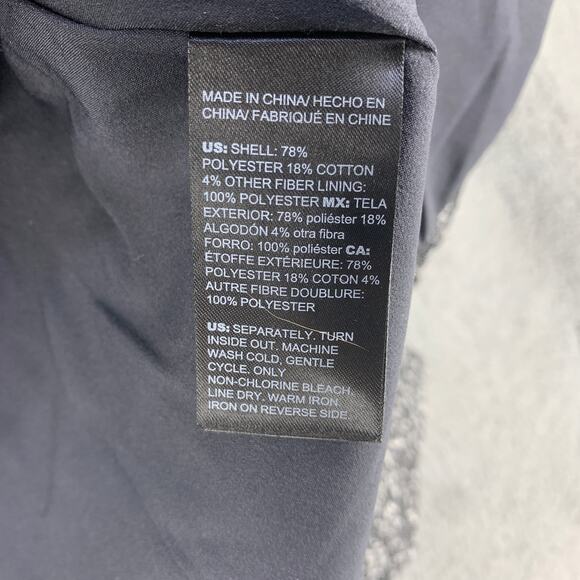 MADE IN CHINA/ HECHO EN
CHINA/ FABRIQUÉ EN CHINE
US: SHELL: 78%
POLYESTER 18% COTTON
4% OTHER FIBER LINING:
100% POLYESTER MX: TELA
EXTERIOR: 78% poliéster 18%
ALGODÓN 4% otra fibra
FORRO: 100% poliéster CA:
ÉTOFFE EXTÉRIEURE: 78%
POLYESTER 18% COTON 4%
AUTRE FIBRE DOUBLURE:
100% POLYESTER
US: SEPARATELY. TURN
INSIDE OUT. MACHINE
WASH COLD, GENTLE
CYCLE. ONLY
NON-CHLORINE BLEACH.
LINE DRY. WARM IRON.
IRON ON REVERSE SIDE.